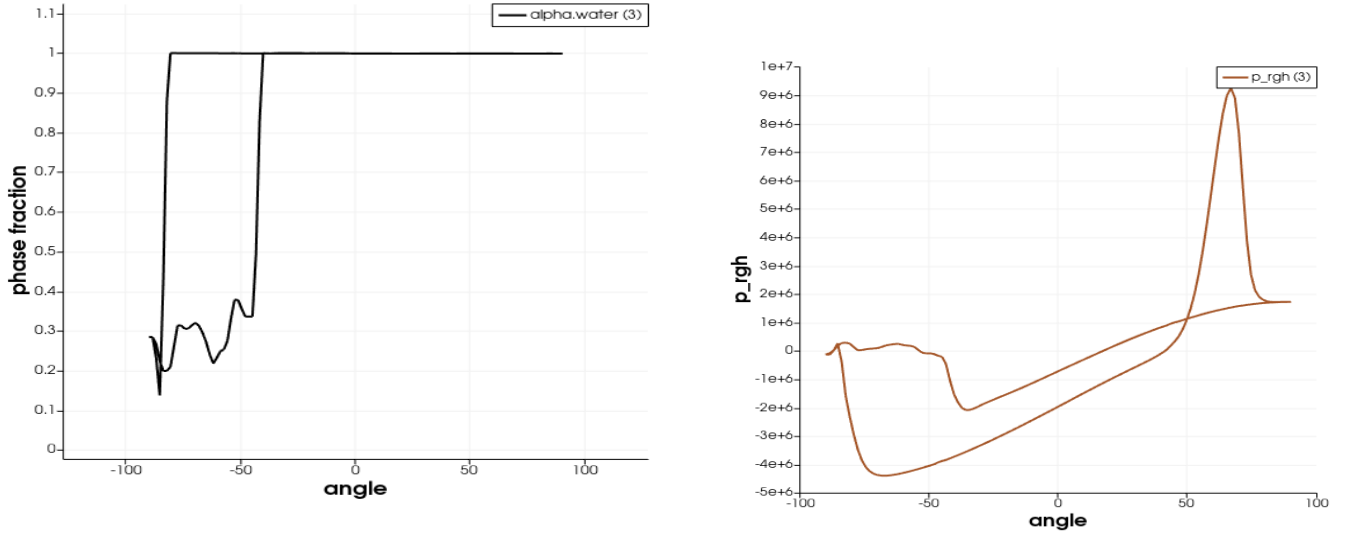 alpha.water (3)
1.1
1
0.9
0.8
0.7
0.6
0.5
0.4
0.3
0.2
0.1
0
phase fraction
-100
-50
0
50
100
angle
p_rgh (3)
1e+7
9e+6
8e+6
7e+6
6e+6
5e+6
4e+6
3e+6
2e+6
1e+6
0
-1e+6
-2e+6
-3e+6
-4e+6
-5e+6
p_rgh
-100
-50
0
50
100
angle